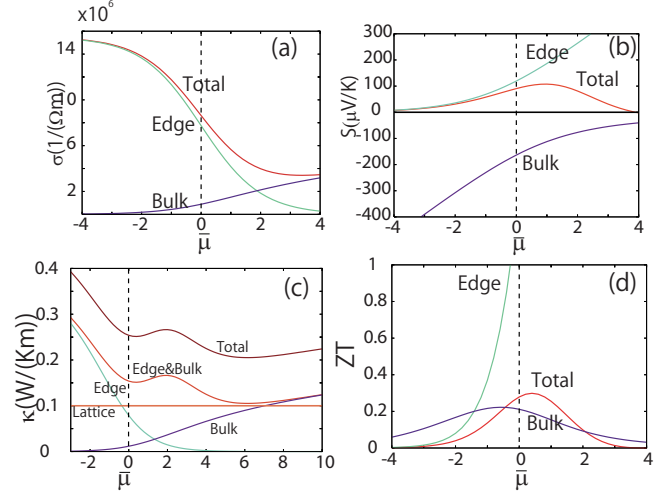 x10⁶
(a)
14
10
6
2
σ(1/(Ωm))
Total
Edge
Bulk
-4 -2 0 2 4
μ̄
(b)
300
200
100
0
-100
-200
-300
-400
S(μV/K)
Edge
Total
Bulk
-4 -2 0 2 4
μ̄
(c)
0.4
0.3
0.2
0.1
0
κ(W/(Km))
Total
Edge&Bulk
Edge
Lattice
Bulk
-2 0 2 4 6 8 10
μ̄
(d)
1
0.8
0.6
0.4
0.2
0
ZT
Edge
Total
Bulk
-4 -2 0 2 4
μ̄